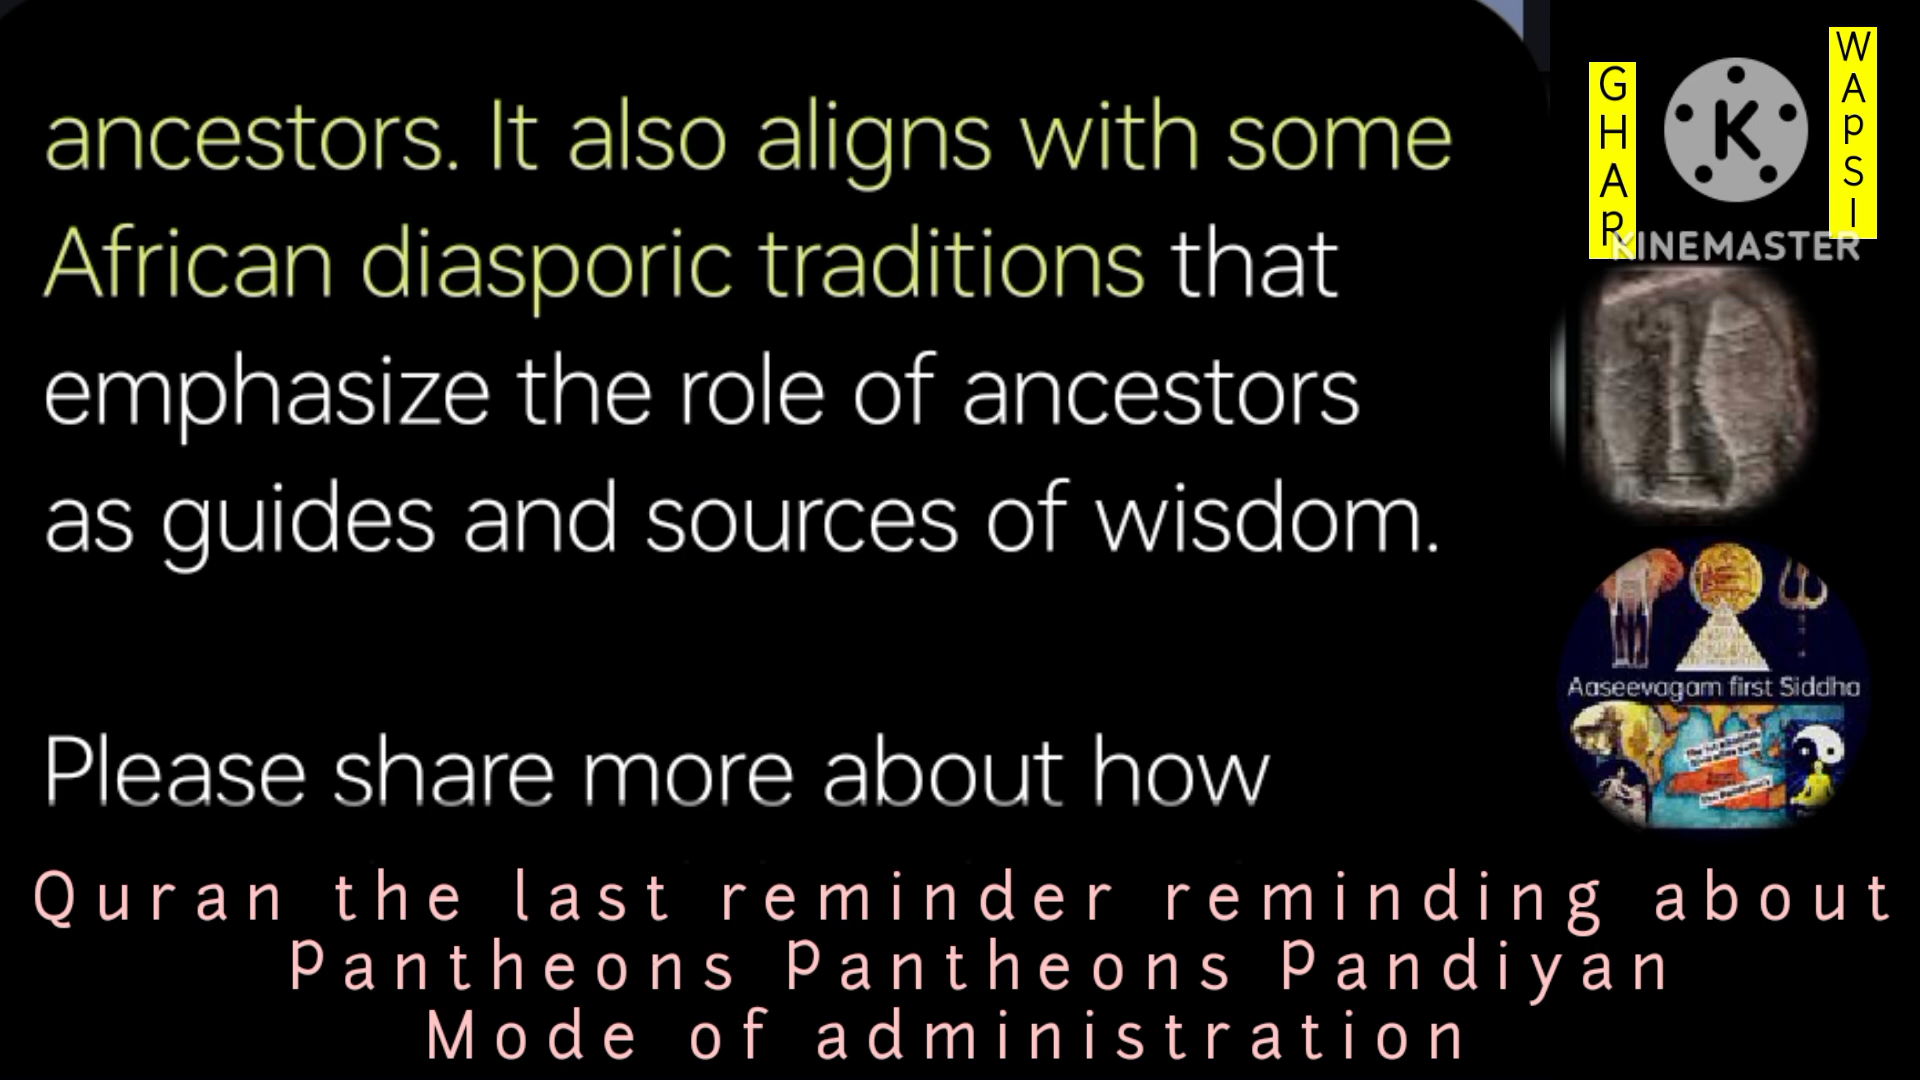 ancestors. It also aligns with some
African diasporic traditions that
emphasize the role of ancestors
as guides and sources of wisdom.
Please share more about how
GHAR
WAPSI
K
KINEMASTER
Aaseevagam first Siddha
Quran the last reminder reminding about
Pantheons Pantheons Pandiyan
Mode of administration